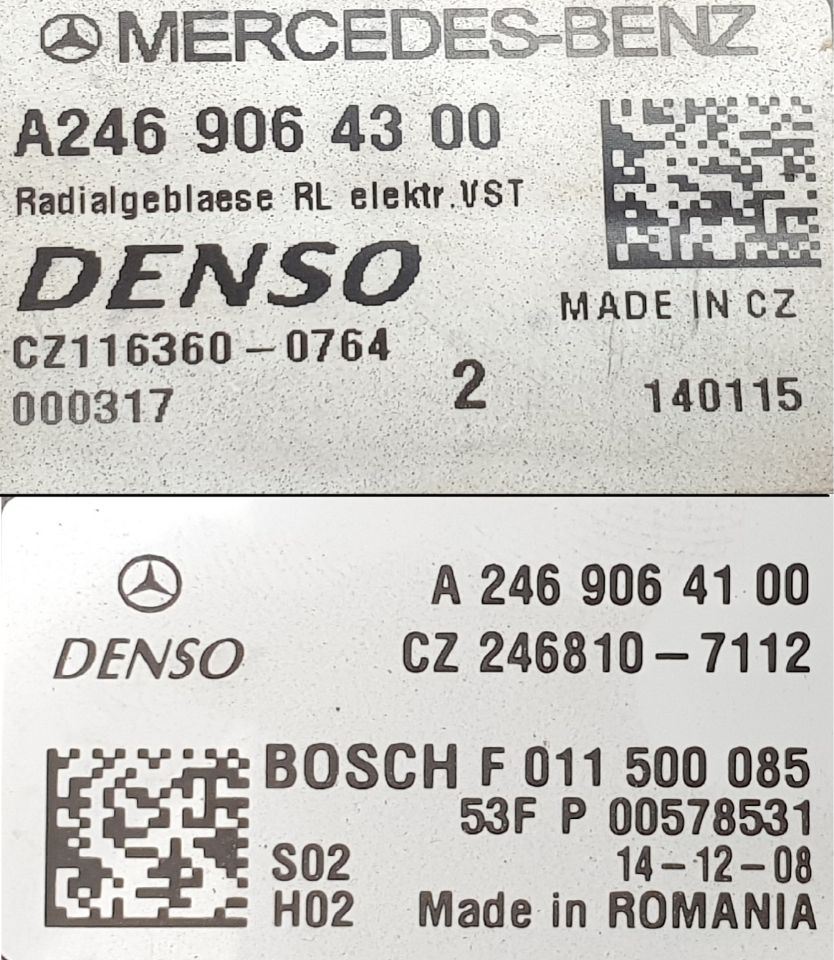 MERCEDES-BENZ
A246 906 43 00
Radialgeblaese RL elektr.VST
DENSO
MADE IN CZ
CZ116360-0764
000317
2
140115
A 246 906 41 00
DENSO
CZ 246810-7112
BOSCH F 011 500 085
53F P 00578531
S02
14-12-08
H02
Made in ROMANIA